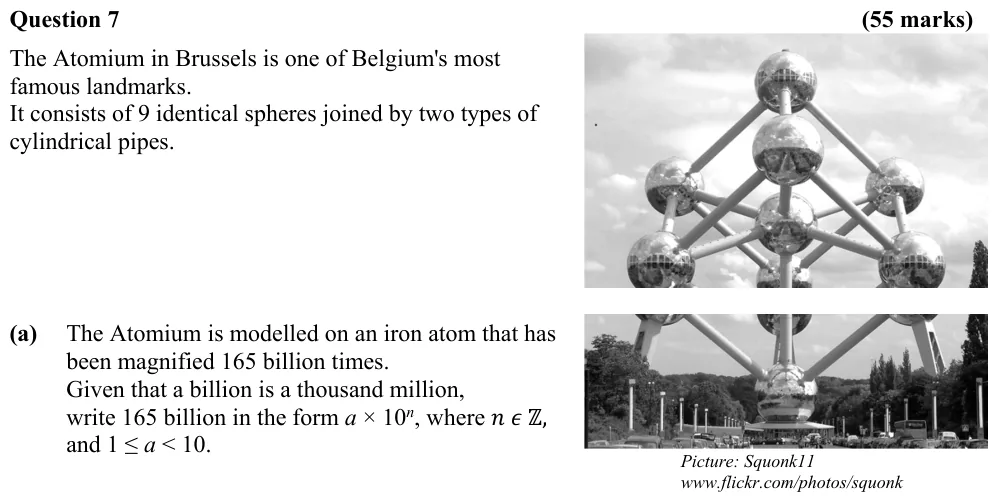 Question 7
(55 marks)
The Atomium in Brussels is one of Belgium's most
famous landmarks.
It consists of 9 identical spheres joined by two types of
cylindrical pipes.
(a) The Atomium is modelled on an iron atom that has
been magnified 165 billion times.
Given that a billion is a thousand million,
write 165 billion in the form a × 10ⁿ, where n ϵ ℤ,
and 1 ≤ a < 10.
Picture: Squonk11
www.flickr.com/photos/squonk